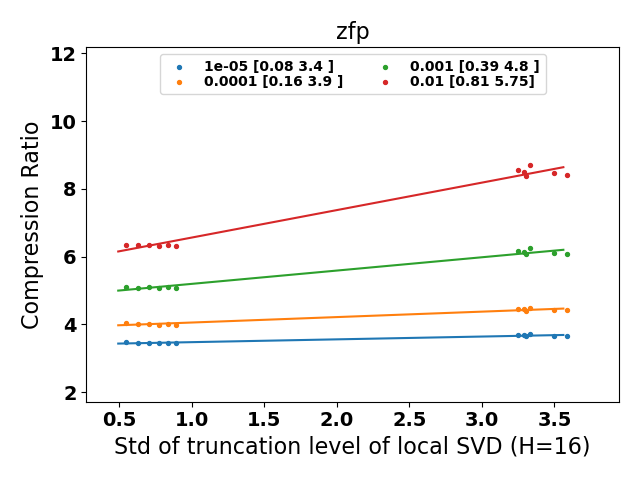 zfp
1e-05 [0.08 3.4 ]
0.0001 [0.16 3.9 ]
0.001 [0.39 4.8 ]
0.01 [0.81 5.75]
Compression Ratio
12
10
8
6
4
2
0.5 1.0 1.5 2.0 2.5 3.0 3.5
Std of truncation level of local SVD (H=16)